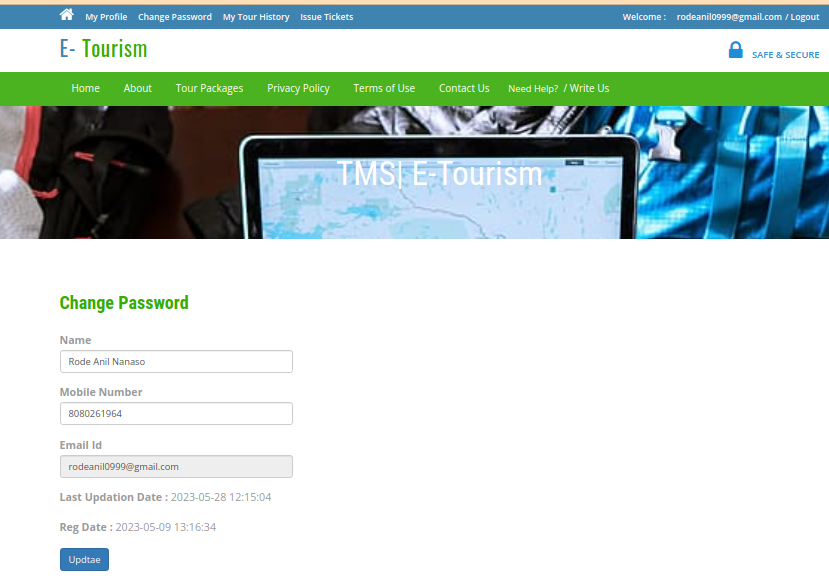 My Profile Change Password My Tour History Issue Tickets Welcome : rodeanil0999@gmail.com / Logout
E- Tourism SAFE & SECURE
Home About Tour Packages Privacy Policy Terms of Use Contact Us Need Help? / Write Us
TMS| E-Tourism
Change Password
Name
Rode Anil Nanaso
Mobile Number
8080261964
Email Id
rodeanil0999@gmail.com
Last Updation Date : 2023-05-28 12:15:04
Reg Date : 2023-05-09 13:16:34
Updtae